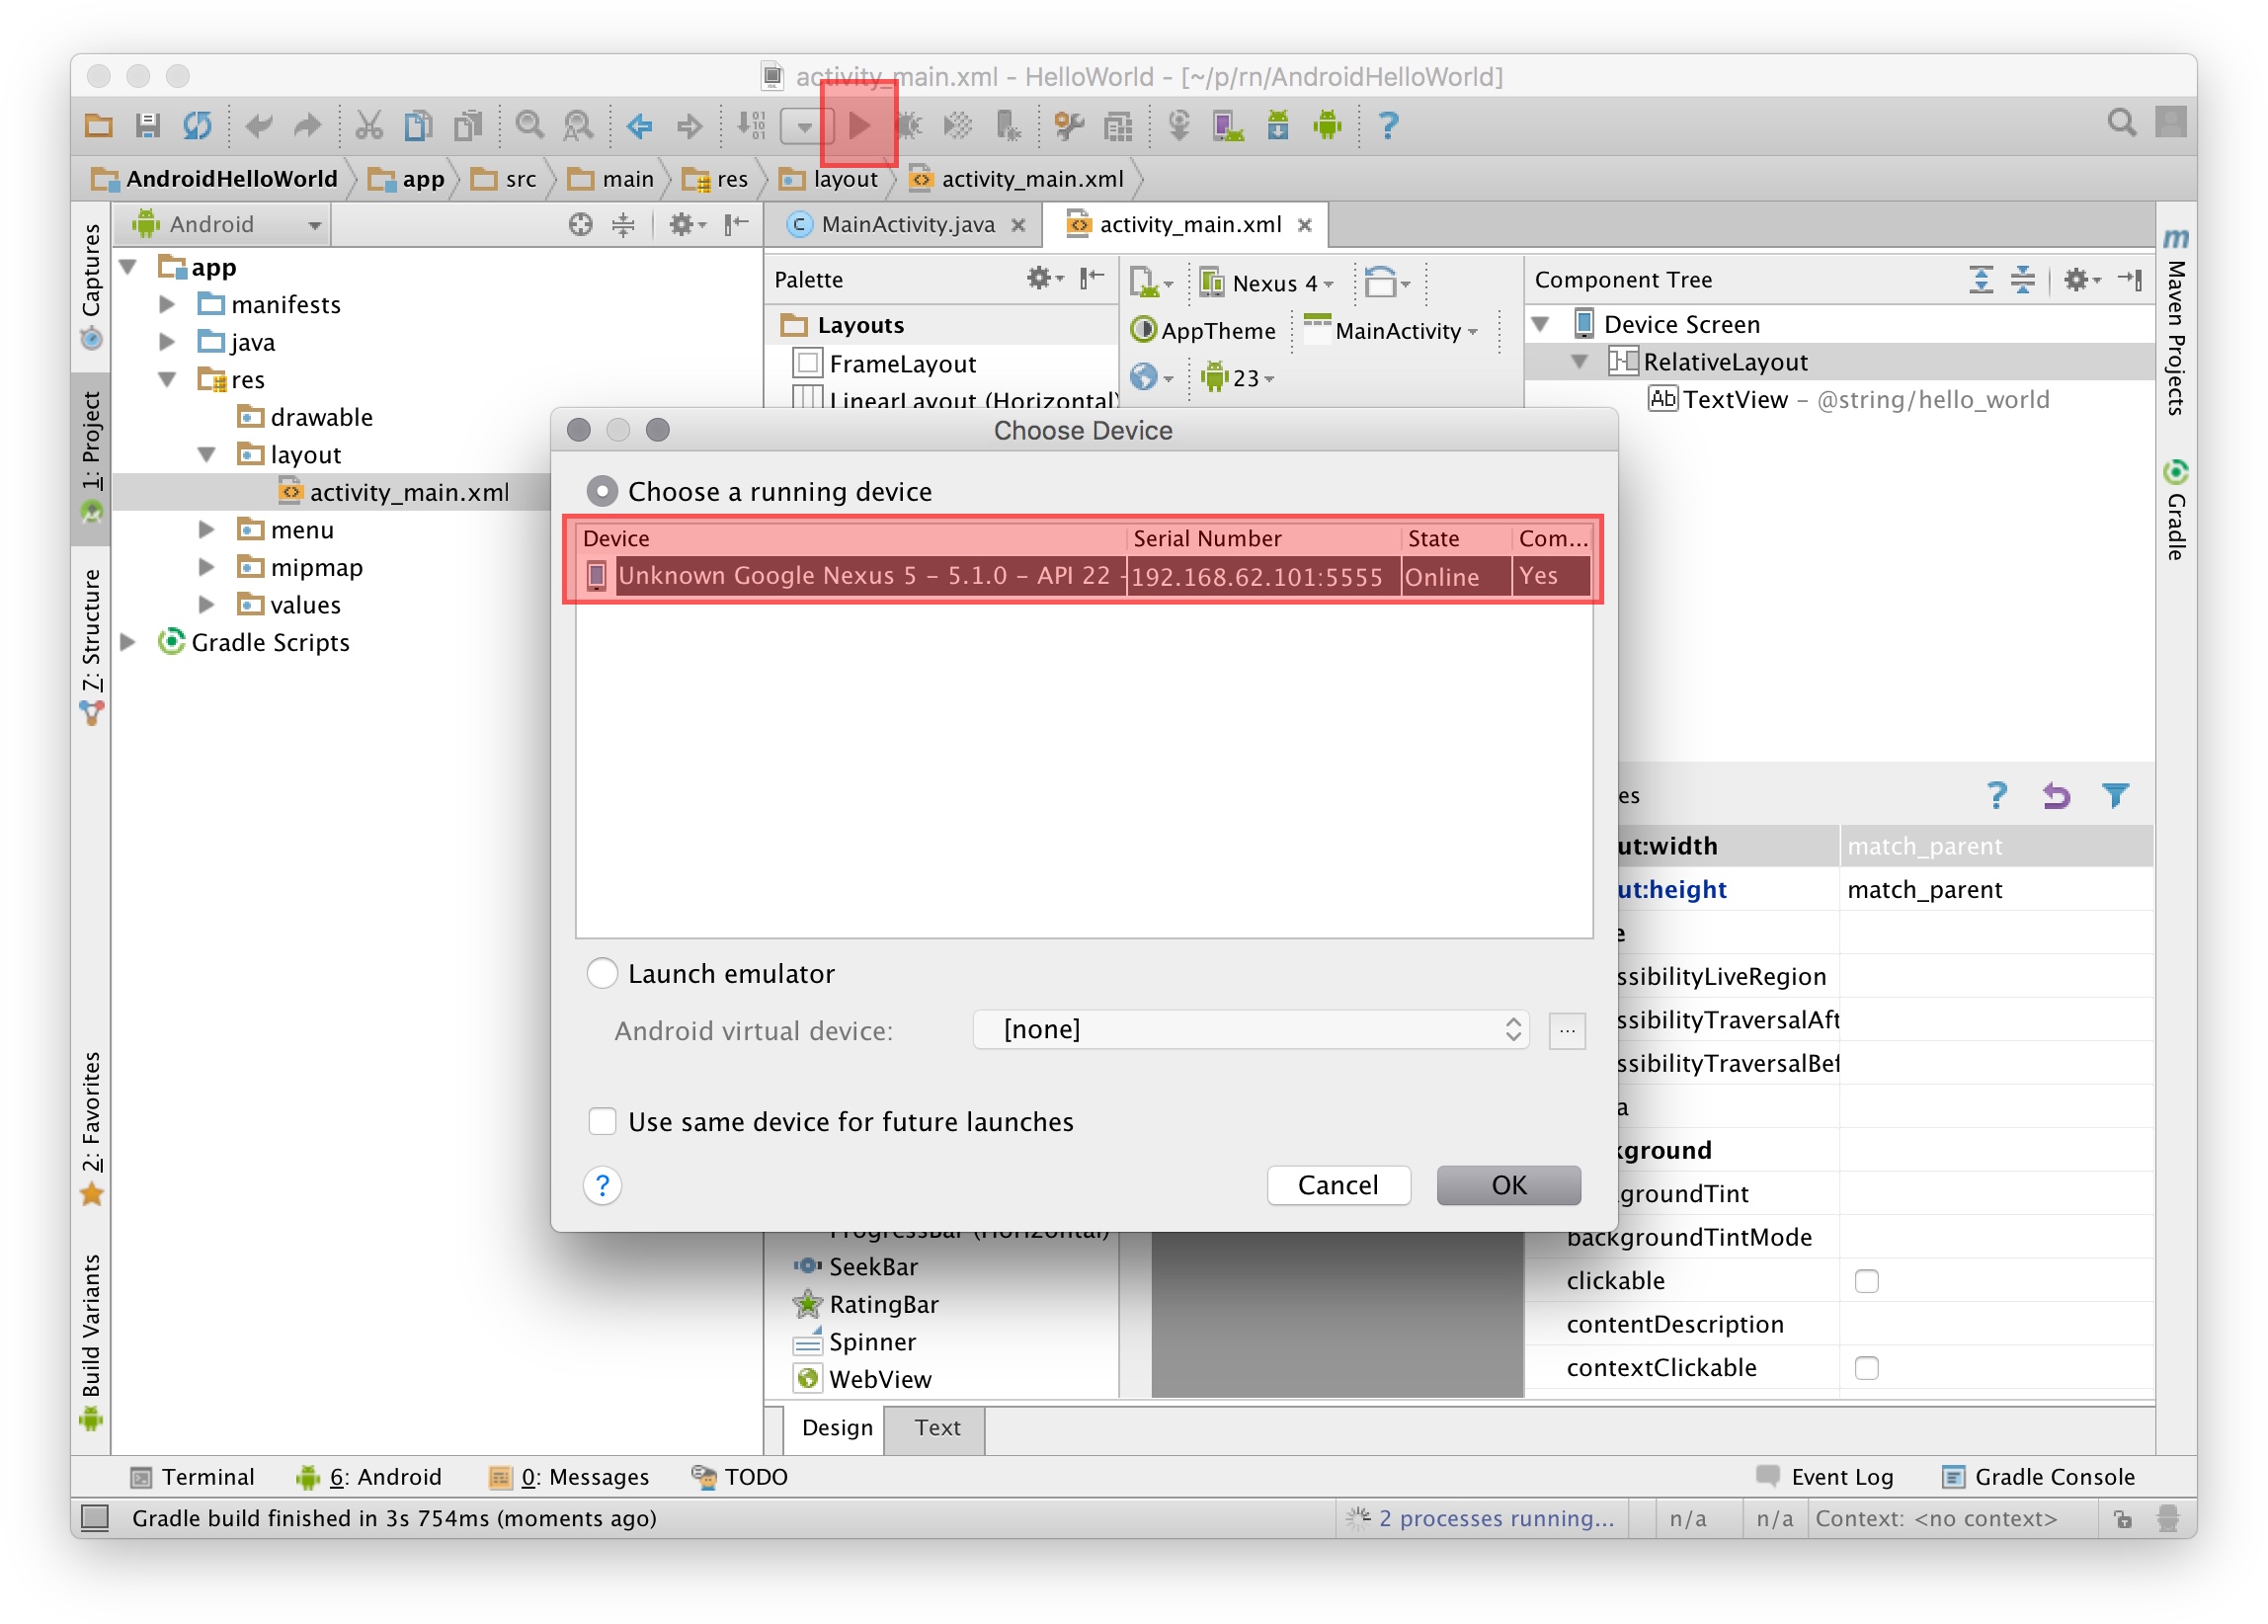 activity_main.xml - HelloWorld - [~/p/rn/AndroidHelloWorld]
AndroidHelloWorld app src main res layout activity_main.xml
Captures
1: Project
7: Structure
2: Favorites
Build Variants
Android
app
manifests
java
res
drawable
layout
activity_main.xml
menu
mipmap
values
Gradle Scripts
MainActivity.java
activity_main.xml
Palette
Layouts
FrameLayout
LinearLayout (Horizontal)
Nexus 4
AppTheme
MainActivity
23
Component Tree
Device Screen
RelativeLayout
Ab TextView – @string/hello_world
Maven Projects
Gradle
Choose Device
Choose a running device
Device Serial Number State Com...
Unknown Google Nexus 5 – 5.1.0 – API 22 – 192.168.62.101:5555 Online Yes
Launch emulator
Android virtual device: [none] ...
Use same device for future launches
? Cancel OK
es
ut:width match_parent
ut:height match_parent
e
ssibilityLiveRegion
ssibilityTraversalAft
ssibilityTraversalBef
a
kground
groundTint
backgroundTintMode
clickable
contentDescription
contextClickable
ProgressBar (Horizontal)
SeekBar
RatingBar
Spinner
WebView
Design Text
Terminal 6: Android 0: Messages TODO Event Log Gradle Console
Gradle build finished in 3s 754ms (moments ago) 2 processes running... n/a n/a Context: <no context>